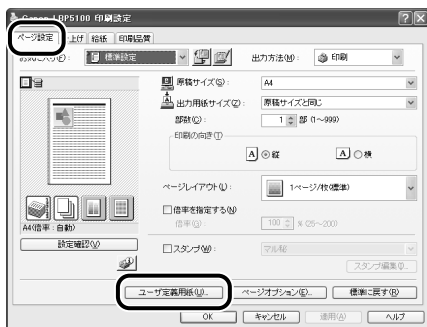 Canon LBP5100 印刷設定
ページ設定 上げ 給紙 印刷品質
標準設定 出力方法(M): 印刷
原稿サイズ(S): A4
出力用紙サイズ(Z): 原稿サイズと同じ
部数(C): 1 部 (1～999)
印刷の向き(T)
A 縦 A 横
ページレイアウト(L): 1ページ/枚(標準)
倍率を指定する(N)
倍率(G): 100 % (25～200)
A4(倍率：自動)
設定確認(V)
スタンプ(W): マル秘
スタンプ編集(I)...
ユーザ定義用紙(U)... ページオプション(E)... 標準に戻す(R)
OK キャンセル 適用(A) ヘルプ